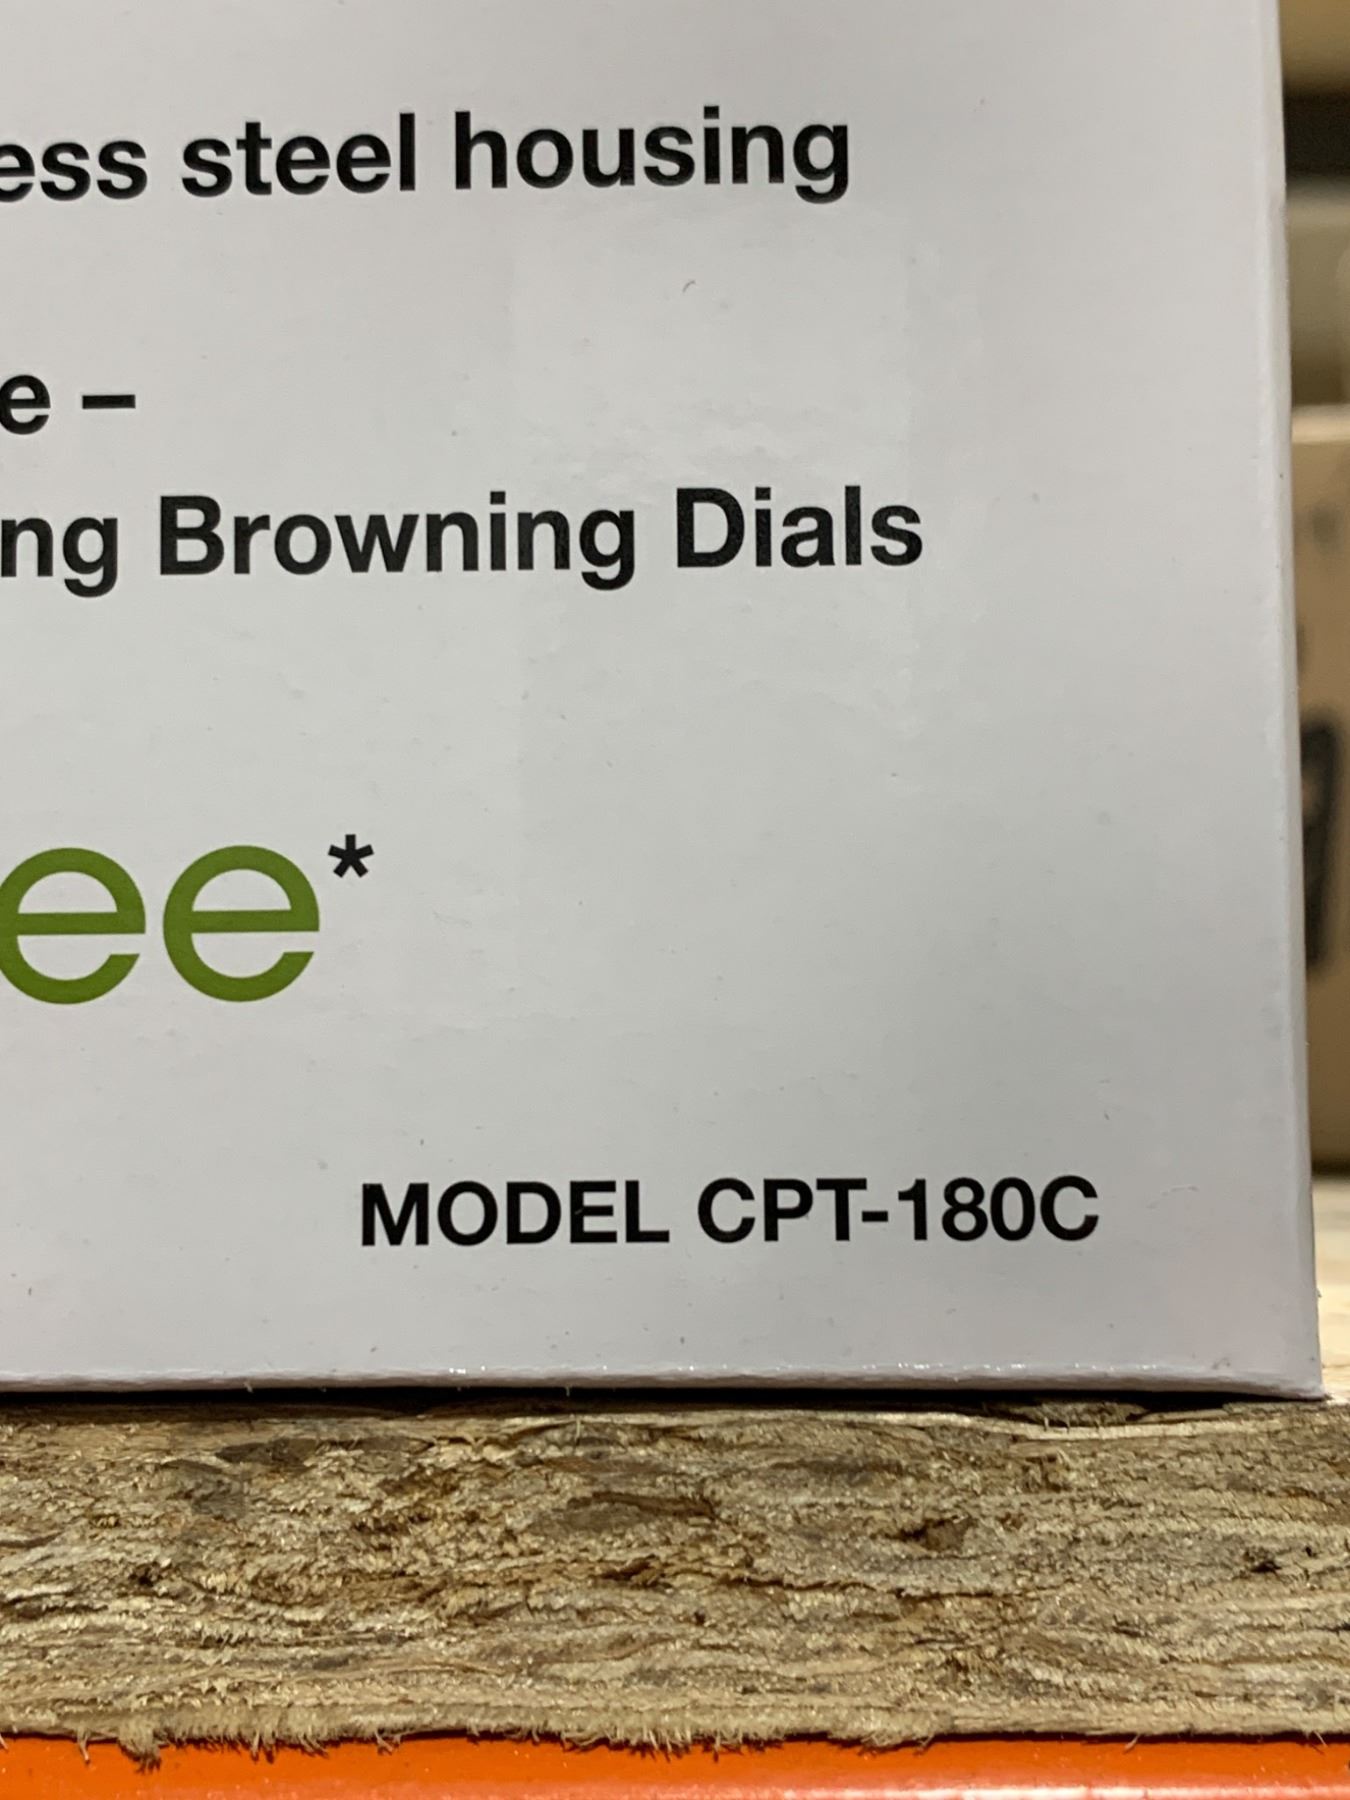 ess steel housing
e –
ng Browning Dials
ee*
MODEL CPT-180C